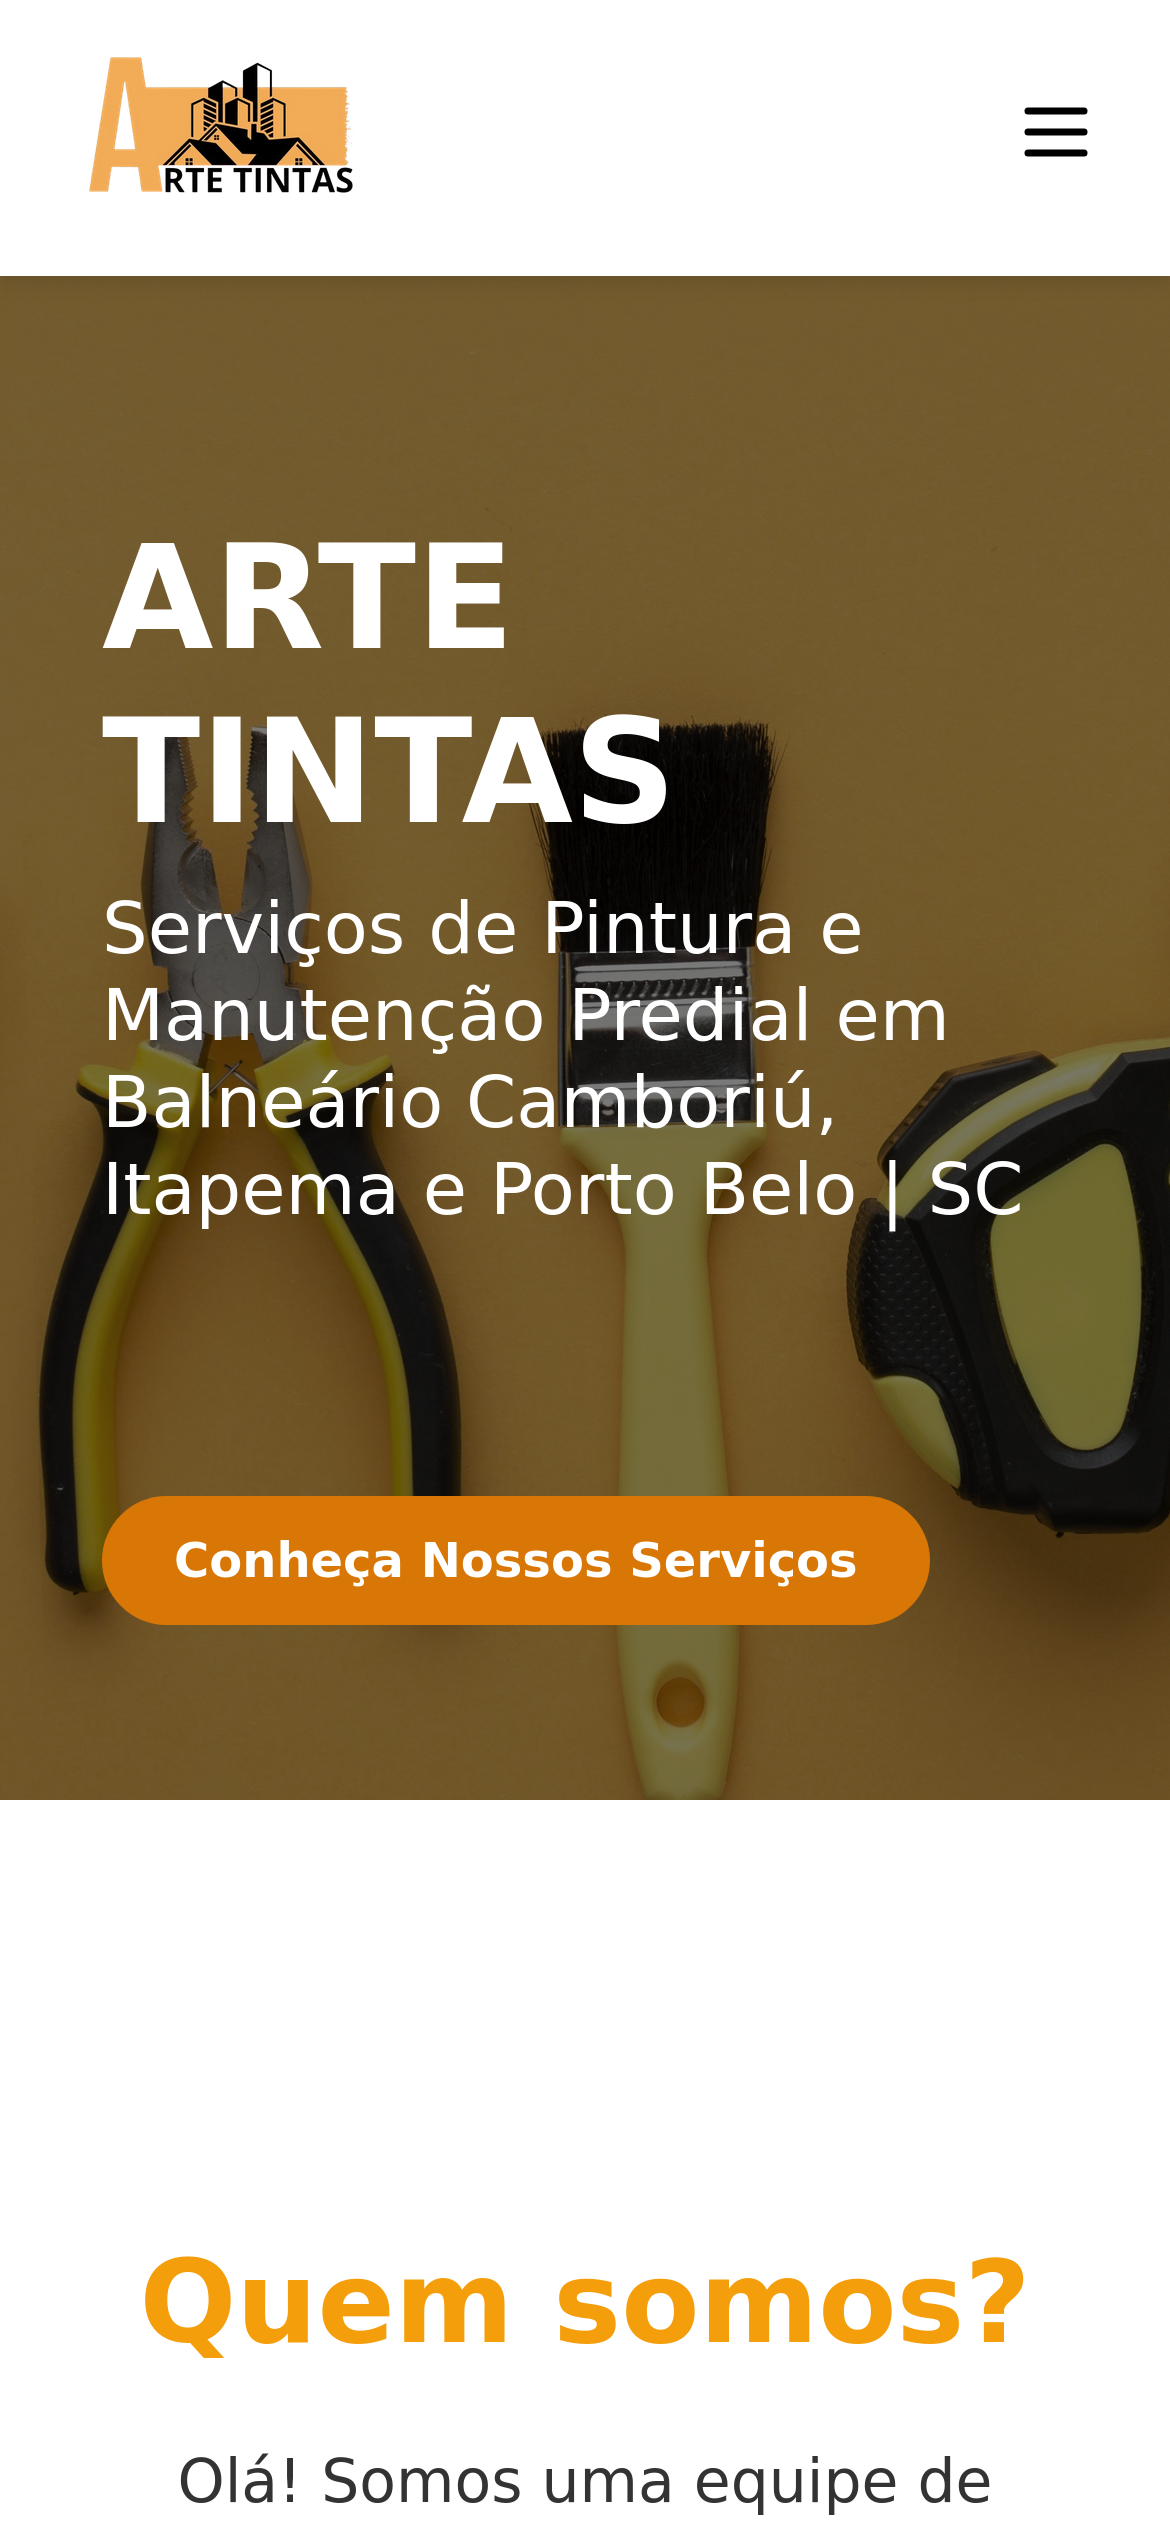 ARTE TINTAS
ARTE
TINTAS
Serviços de Pintura e
Manutenção Predial em
Balneário Camboriú,
Itapema e Porto Belo | SC
Conheça Nossos Serviços
Quem somos?
Olá! Somos uma equipe de